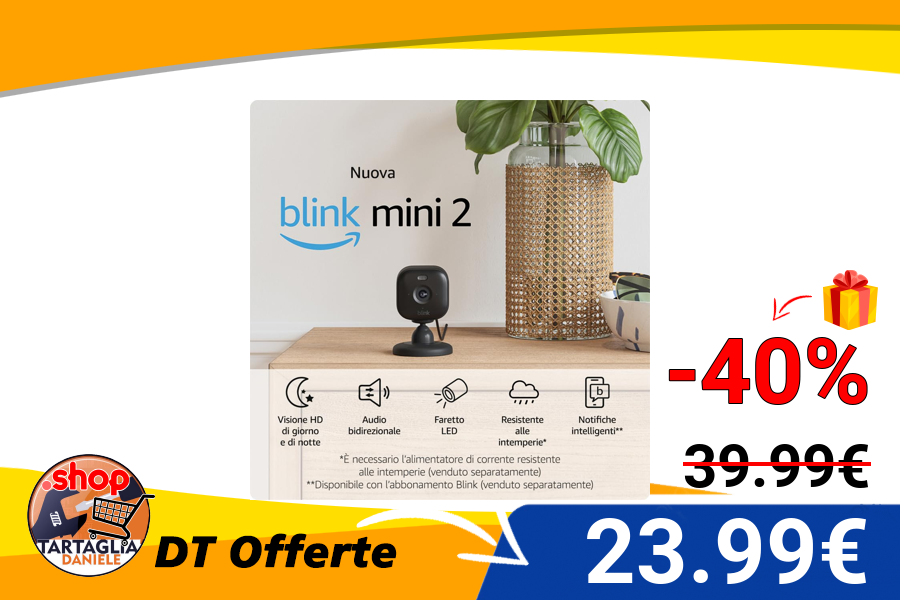 Nuova
blink mini 2
blink
b
Visione HD
di giorno
e di notte
Audio
bidirezionale
Faretto
LED
Resistente
alle
intemperie*
Notifiche
intelligenti**
*È necessario l'alimentatore di corrente resistente
alle intemperie (venduto separatamente)
**Disponibile con l'abbonamento Blink (venduto separatamente)
-40%
39.99€
23.99€
.shop
TARTAGLIA
DANIELE
DT Offerte